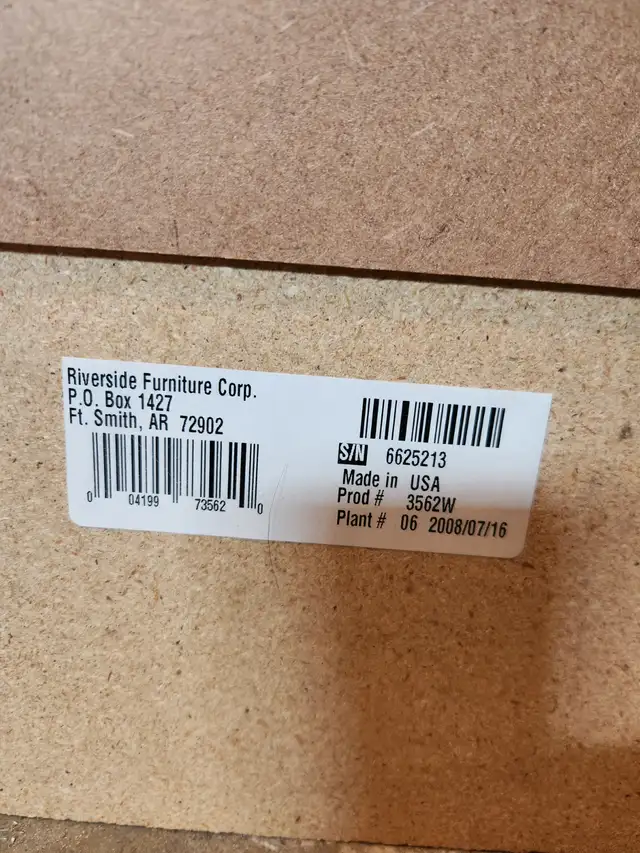 Riverside Furniture Corp.
P.O. Box 1427
Ft. Smith, AR 72902
0 04199 73562 0
S/N 6625213
Made in USA
Prod # 3562W
Plant # 06 2008/07/16